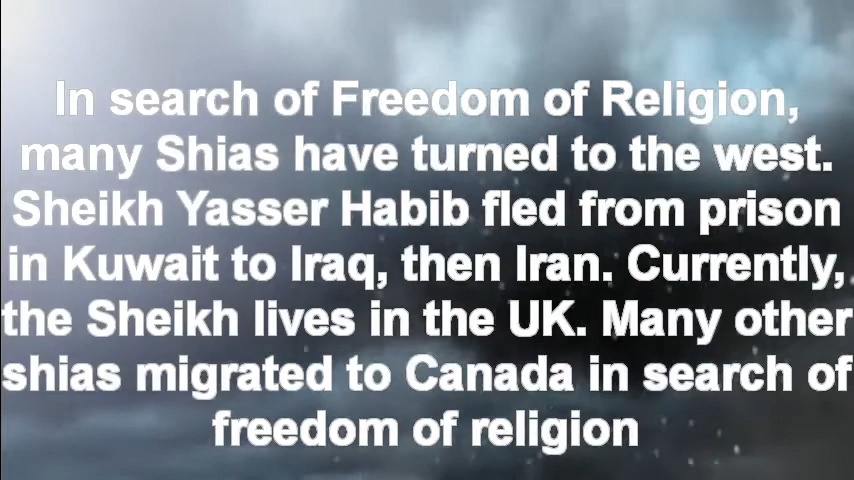 In search of Freedom of Religion,
many Shias have turned to the west.
Sheikh Yasser Habib fled from prison
in Kuwait to Iraq, then Iran. Currently,
the Sheikh lives in the UK. Many other
shias migrated to Canada in search of
freedom of religion